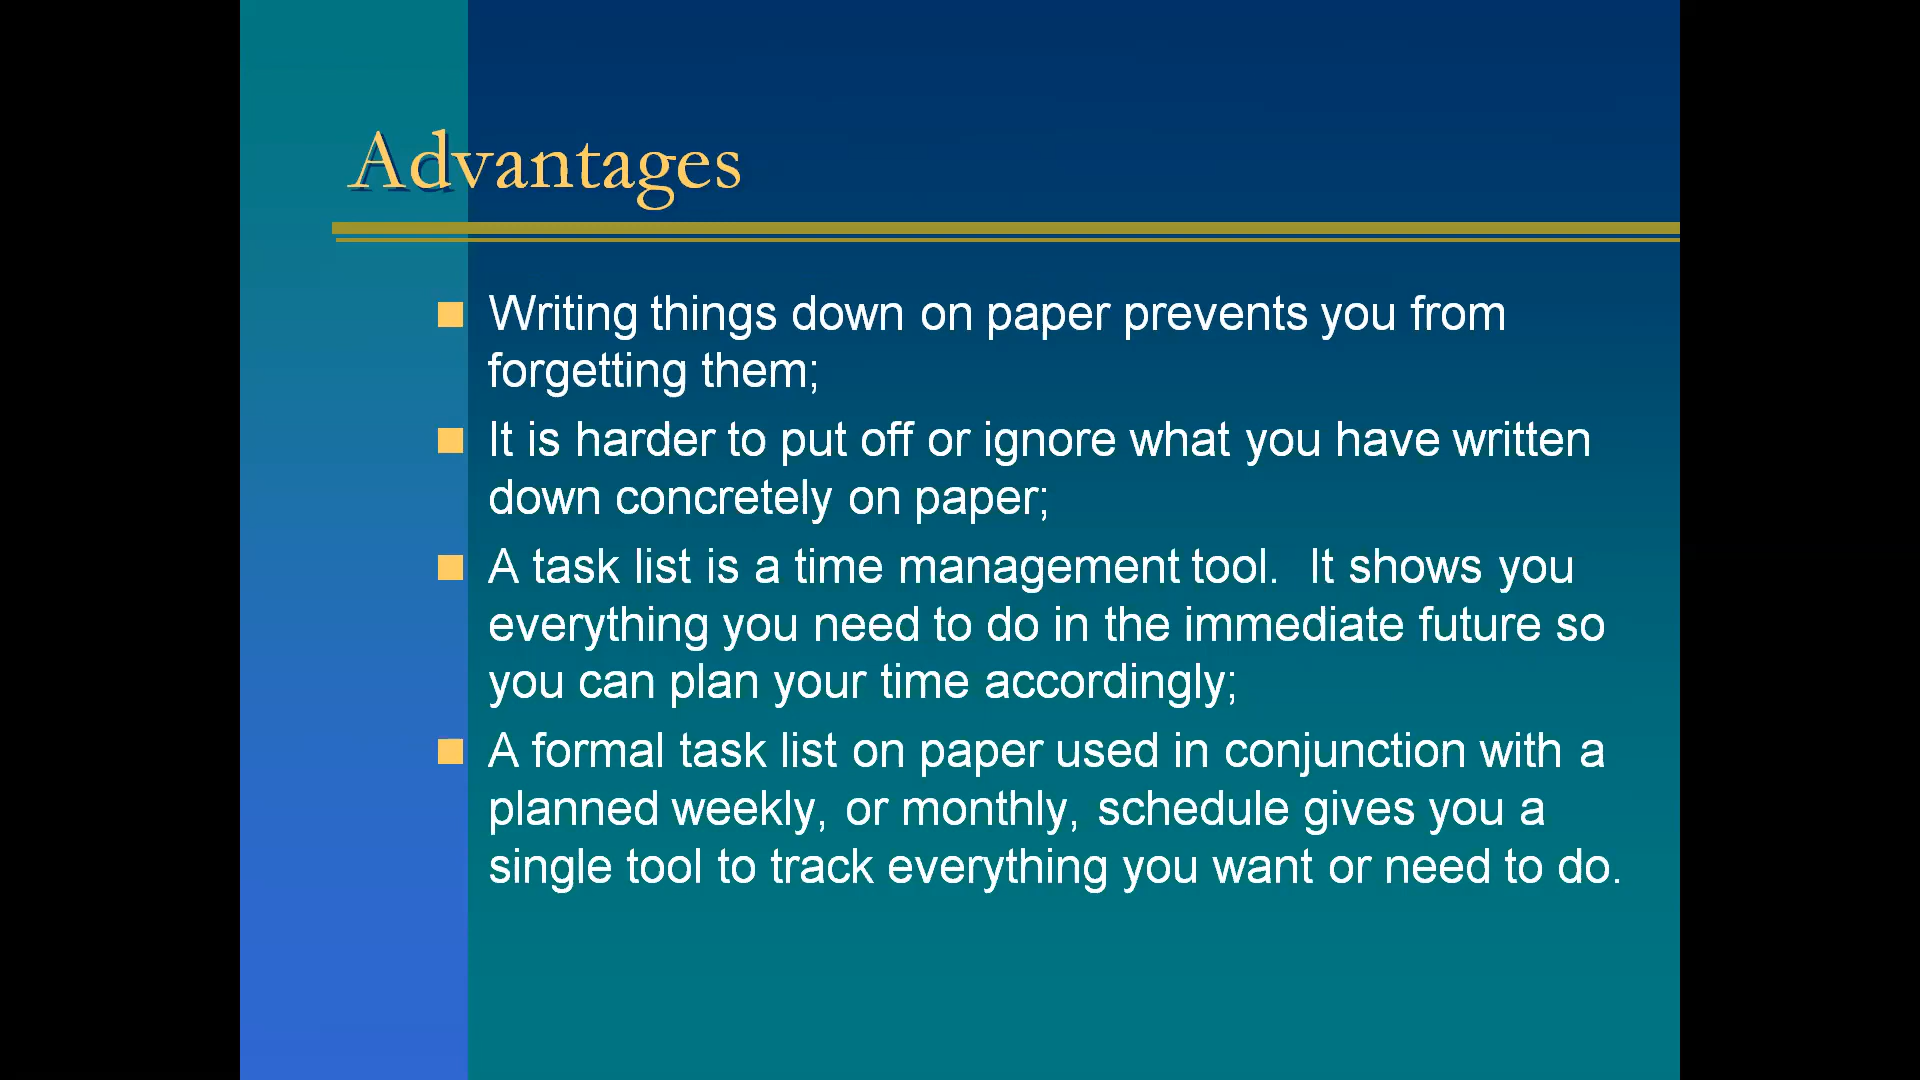 Advantages
Writing things down on paper prevents you from
forgetting them;
It is harder to put off or ignore what you have written
down concretely on paper;
A task list is a time management tool.  It shows you
everything you need to do in the immediate future so
you can plan your time accordingly;
A formal task list on paper used in conjunction with a
planned weekly, or monthly, schedule gives you a
single tool to track everything you want or need to do.